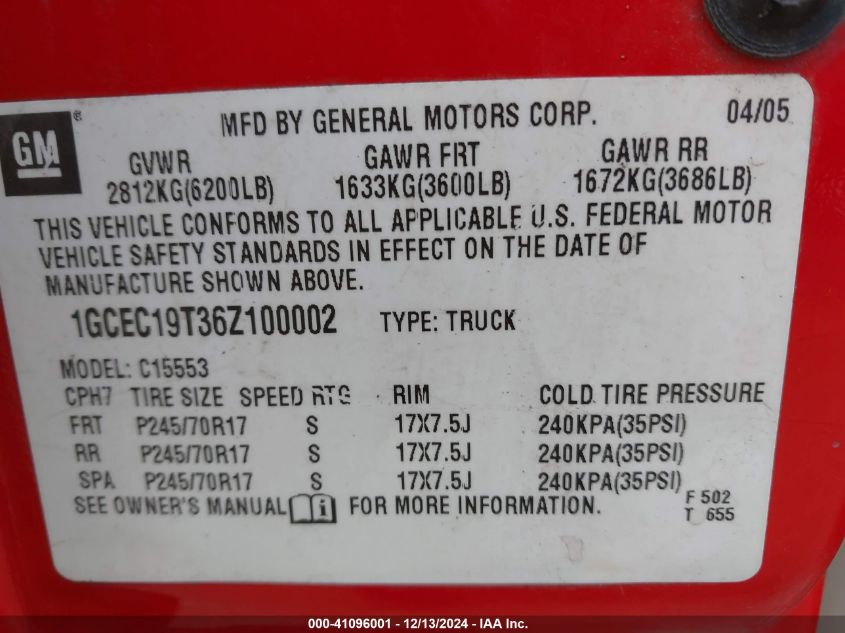 GM ®
MFD BY GENERAL MOTORS CORP. 04/05
GVWR GAWR FRT GAWR RR
2812KG(6200LB) 1633KG(3600LB) 1672KG(3686LB)
THIS VEHICLE CONFORMS TO ALL APPLICABLE U.S. FEDERAL MOTOR
VEHICLE SAFETY STANDARDS IN EFFECT ON THE DATE OF
MANUFACTURE SHOWN ABOVE.
1GCEC19T36Z100002 TYPE: TRUCK
MODEL: C15553
CPH7 TIRE SIZE SPEED RTG RIM COLD TIRE PRESSURE
FRT P245/70R17 S 17X7.5J 240KPA(35PSI)
RR P245/70R17 S 17X7.5J 240KPA(35PSI)
SPA P245/70R17 S 17X7.5J 240KPA(35PSI)
SEE OWNER'S MANUAL i FOR MORE INFORMATION.
F 502
T 655
000-41096001 - 12/13/2024 - IAA Inc.